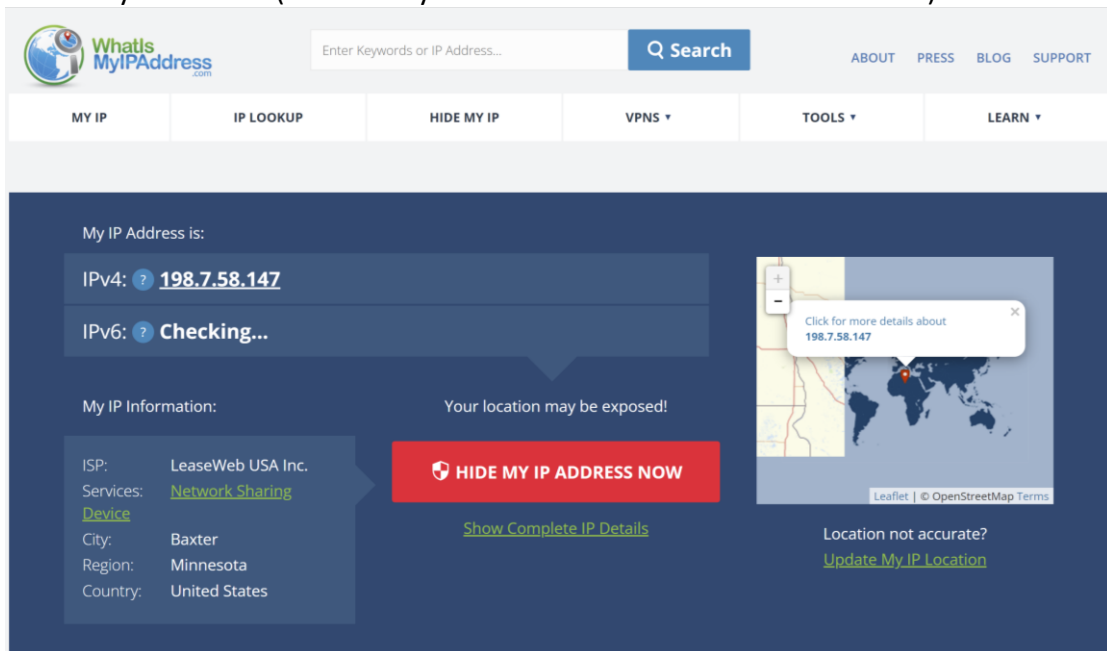 WhatIs
MyIPAddress
.com
Enter Keywords or IP Address...
Search
ABOUT PRESS BLOG SUPPORT
MY IP IP LOOKUP HIDE MY IP VPNS ▾ TOOLS ▾ LEARN ▾
My IP Address is:
IPv4: ? 198.7.58.147
IPv6: ? Checking...
My IP Information:
ISP: LeaseWeb USA Inc.
Services: Network Sharing
Device
City: Baxter
Region: Minnesota
Country: United States
Your location may be exposed!
HIDE MY IP ADDRESS NOW
Show Complete IP Details
+
−
Click for more details about
198.7.58.147
×
Leaflet | © OpenStreetMap Terms
Location not accurate?
Update My IP Location